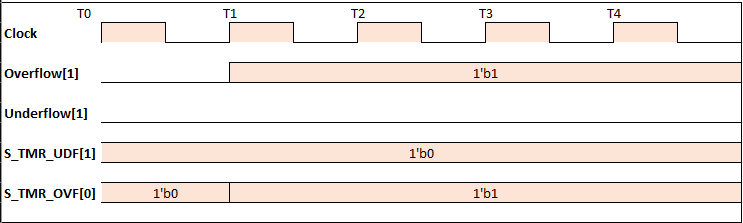 T0 T1 T2 T3 T4
Clock
Overflow[1] 1'b1
Underflow[1]
S_TMR_UDF[1] 1'b0
S_TMR_OVF[0] 1'b0 1'b1